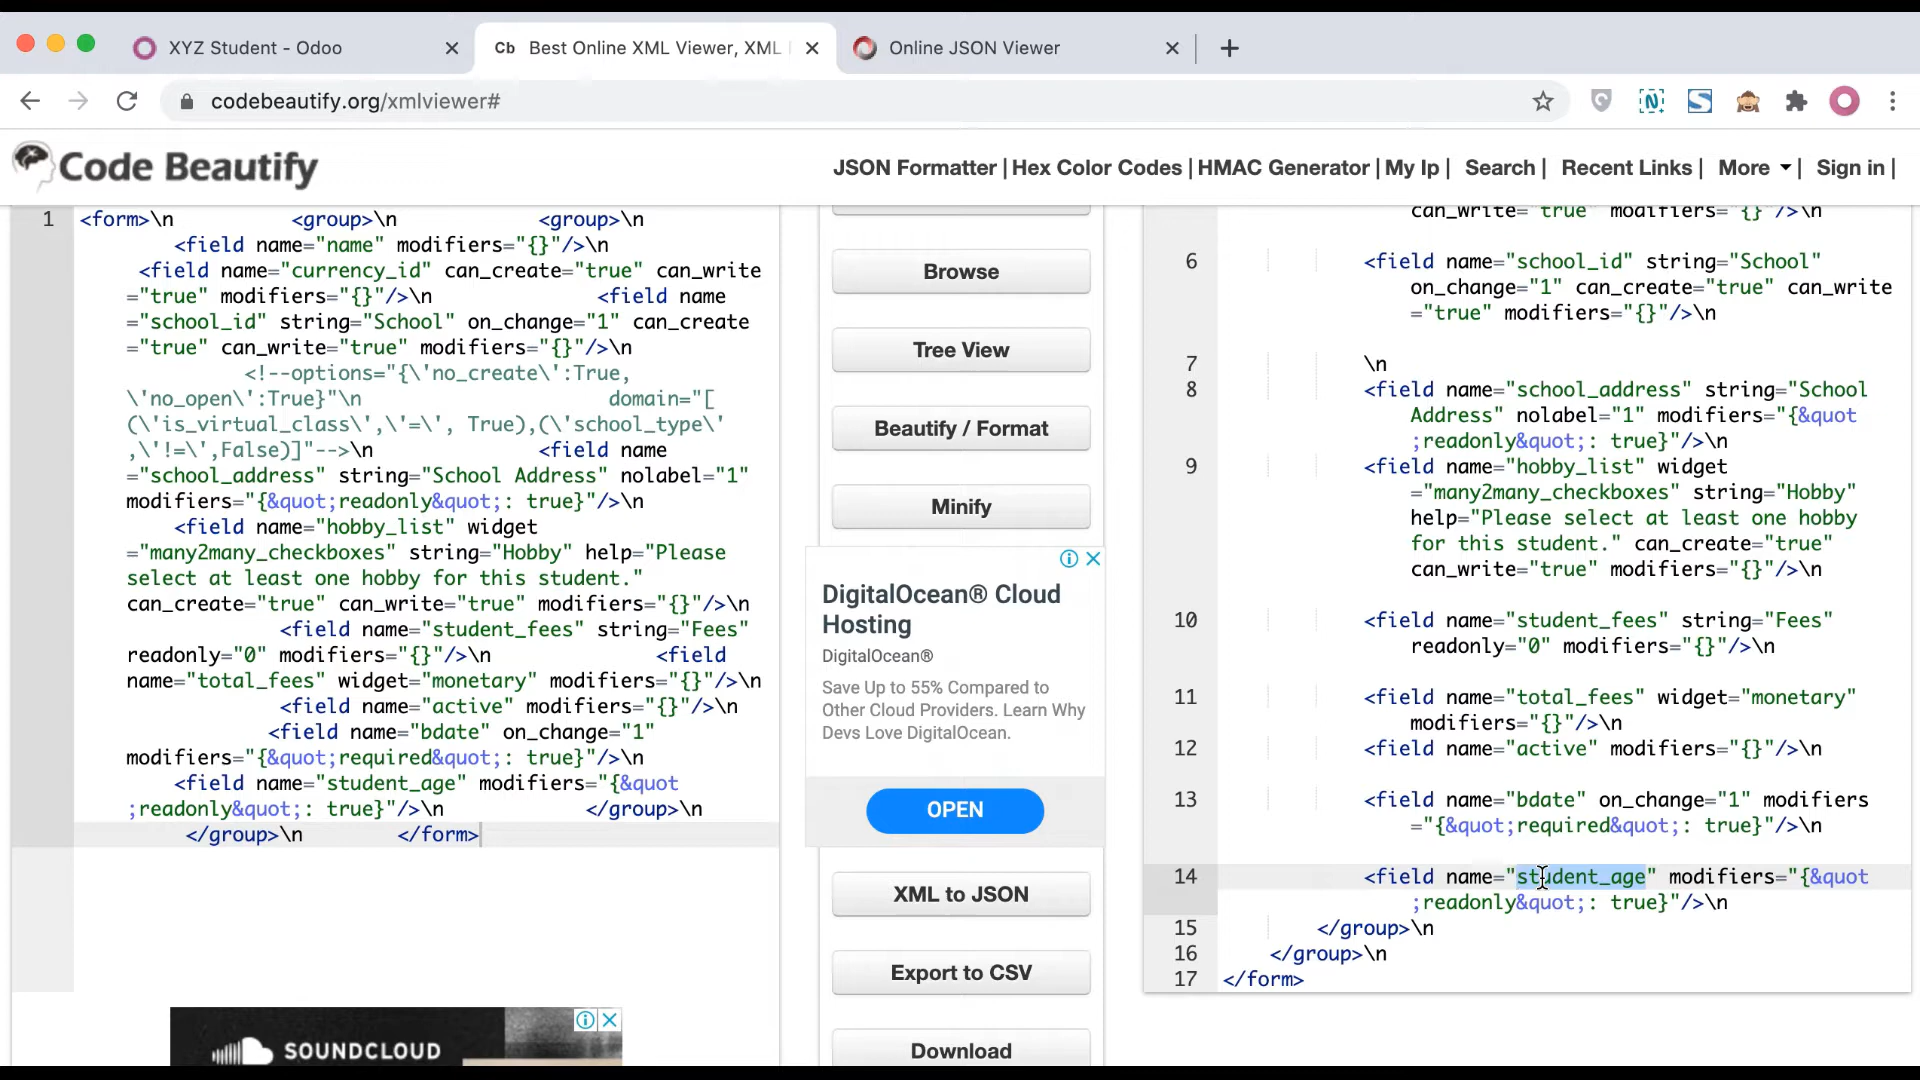 XYZ Student - Odoo
Cb Best Online XML Viewer, XML
Online JSON Viewer
codebeautify.org/xmlviewer#
Code Beautify
JSON Formatter | Hex Color Codes | HMAC Generator | My Ip | Search | Recent Links | More | Sign in |
1 <form>\n <group>\n <group>\n
<field name="name" modifiers="{}"/>\n
<field name="currency_id" can_create="true" can_write
="true" modifiers="{}"/>\n <field name
="school_id" string="School" on_change="1" can_create
="true" can_write="true" modifiers="{}"/>\n
<!--options="{\'no_create\':True,
\'no_open\':True}"\n domain="[
(\'is_virtual_class\',\'=\', True),(\'school_type\'
,\'!=\',False)]"-->\n <field name
="school_address" string="School Address" nolabel="1"
modifiers="{&quot;readonly&quot;: true}"/>\n
<field name="hobby_list" widget
="many2many_checkboxes" string="Hobby" help="Please
select at least one hobby for this student."
can_create="true" can_write="true" modifiers="{}"/>\n
<field name="student_fees" string="Fees"
readonly="0" modifiers="{}"/>\n <field
name="total_fees" widget="monetary" modifiers="{}"/>\n
<field name="active" modifiers="{}"/>\n
<field name="bdate" on_change="1"
modifiers="{&quot;required&quot;: true}"/>\n
<field name="student_age" modifiers="{&quot
;readonly&quot;: true}"/>\n </group>\n
</group>\n </form>
SOUNDCLOUD
Browse
Tree View
Beautify / Format
Minify
DigitalOcean® Cloud
Hosting
DigitalOcean®
Save Up to 55% Compared to
Other Cloud Providers. Learn Why
Devs Love DigitalOcean.
OPEN
XML to JSON
Export to CSV
Download
can_write="true" modifiers="{}"/>\n
6 <field name="school_id" string="School"
on_change="1" can_create="true" can_write
="true" modifiers="{}"/>\n
7 \n
8 <field name="school_address" string="School
Address" nolabel="1" modifiers="{&quot
;readonly&quot;: true}"/>\n
9 <field name="hobby_list" widget
="many2many_checkboxes" string="Hobby"
help="Please select at least one hobby
for this student." can_create="true"
can_write="true" modifiers="{}"/>\n
10 <field name="student_fees" string="Fees"
readonly="0" modifiers="{}"/>\n
11 <field name="total_fees" widget="monetary"
modifiers="{}"/>\n
12 <field name="active" modifiers="{}"/>\n
13 <field name="bdate" on_change="1" modifiers
="{&quot;required&quot;: true}"/>\n
14 <field name="student_age" modifiers="{&quot
;readonly&quot;: true}"/>\n
15 </group>\n
16 </group>\n
17 </form>